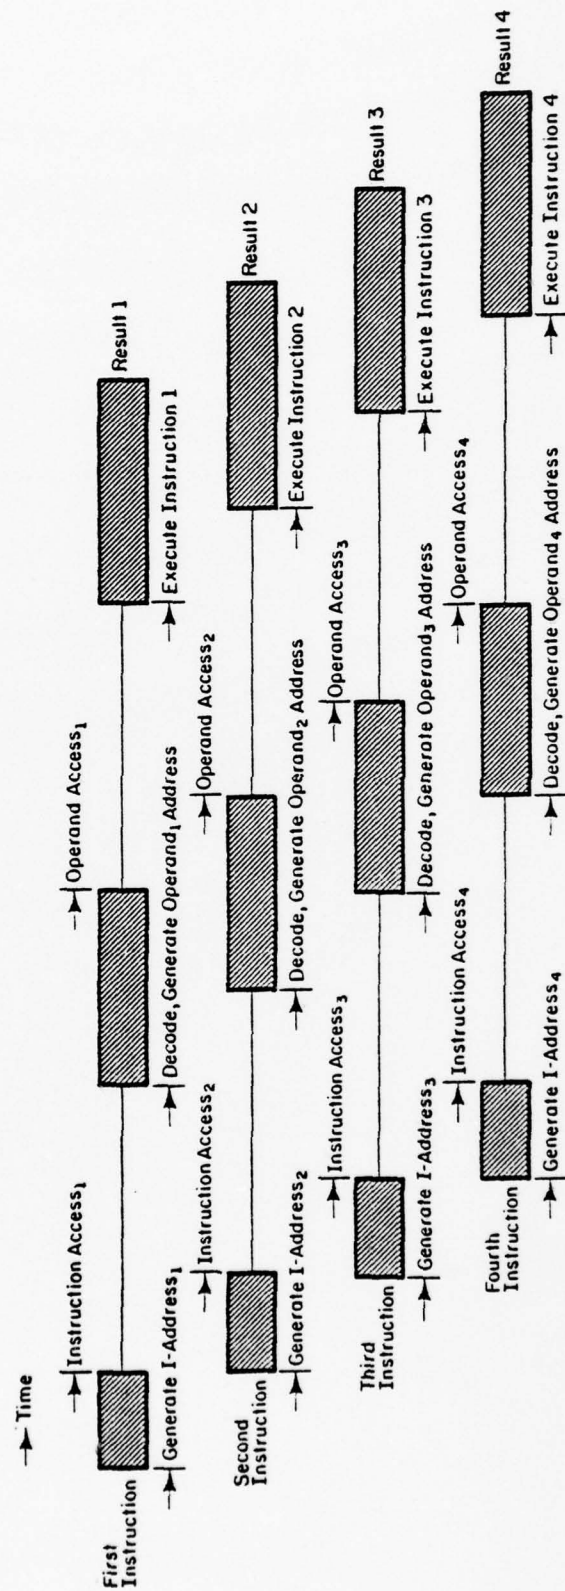 → Time
First
Instruction
Instruction Access₁
Generate I-Address₁
Operand Access₁
Decode, Generate Operand₁ Address
Execute Instruction 1
Result 1
Second
Instruction
Instruction Access₂
Generate I-Address₂
Operand Access₂
Decode, Generate Operand₂ Address
Execute Instruction 2
Result 2
Third
Instruction
Instruction Access₃
Generate I-Address₃
Operand Access₃
Decode, Generate Operand₃ Address
Execute Instruction 3
Result 3
Fourth
Instruction
Instruction Access₄
Generate I-Address₄
Operand Access₄
Decode, Generate Operand₄ Address
Execute Instruction 4
Result 4